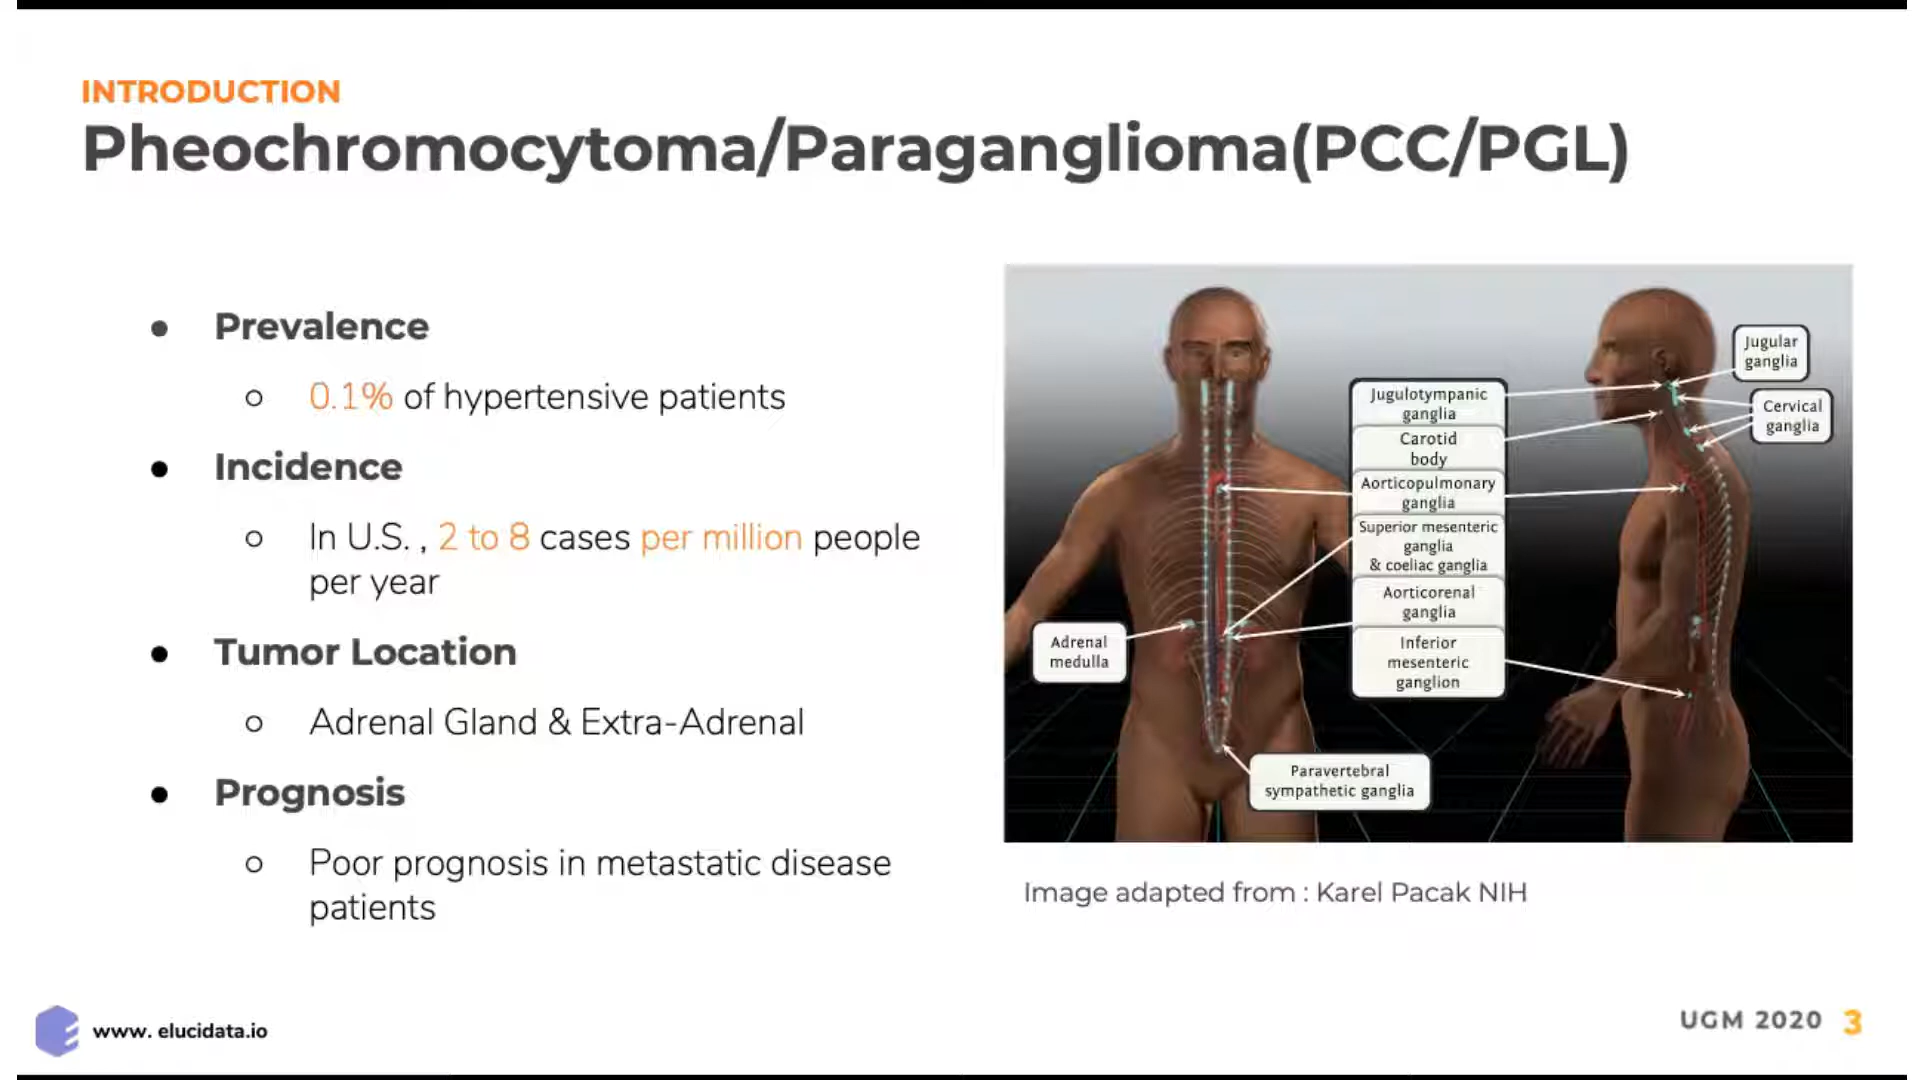 INTRODUCTION
Pheochromocytoma/Paraganglioma(PCC/PGL)
● Prevalence
○ 0.1% of hypertensive patients
● Incidence
○ In U.S. , 2 to 8 cases per million people
per year
● Tumor Location
○ Adrenal Gland & Extra-Adrenal
● Prognosis
○ Poor prognosis in metastatic disease
patients
Jugular
ganglia
Cervical
ganglia
Jugulotympanic
ganglia
Carotid
body
Aorticopulmonary
ganglia
Superior mesenteric
ganglia
& coeliac ganglia
Aorticorenal
ganglia
Inferior
mesenteric
ganglion
Adrenal
medulla
Paravertebral
sympathetic ganglia
Image adapted from : Karel Pacak NIH
www. elucidata.io
UGM 2020 3